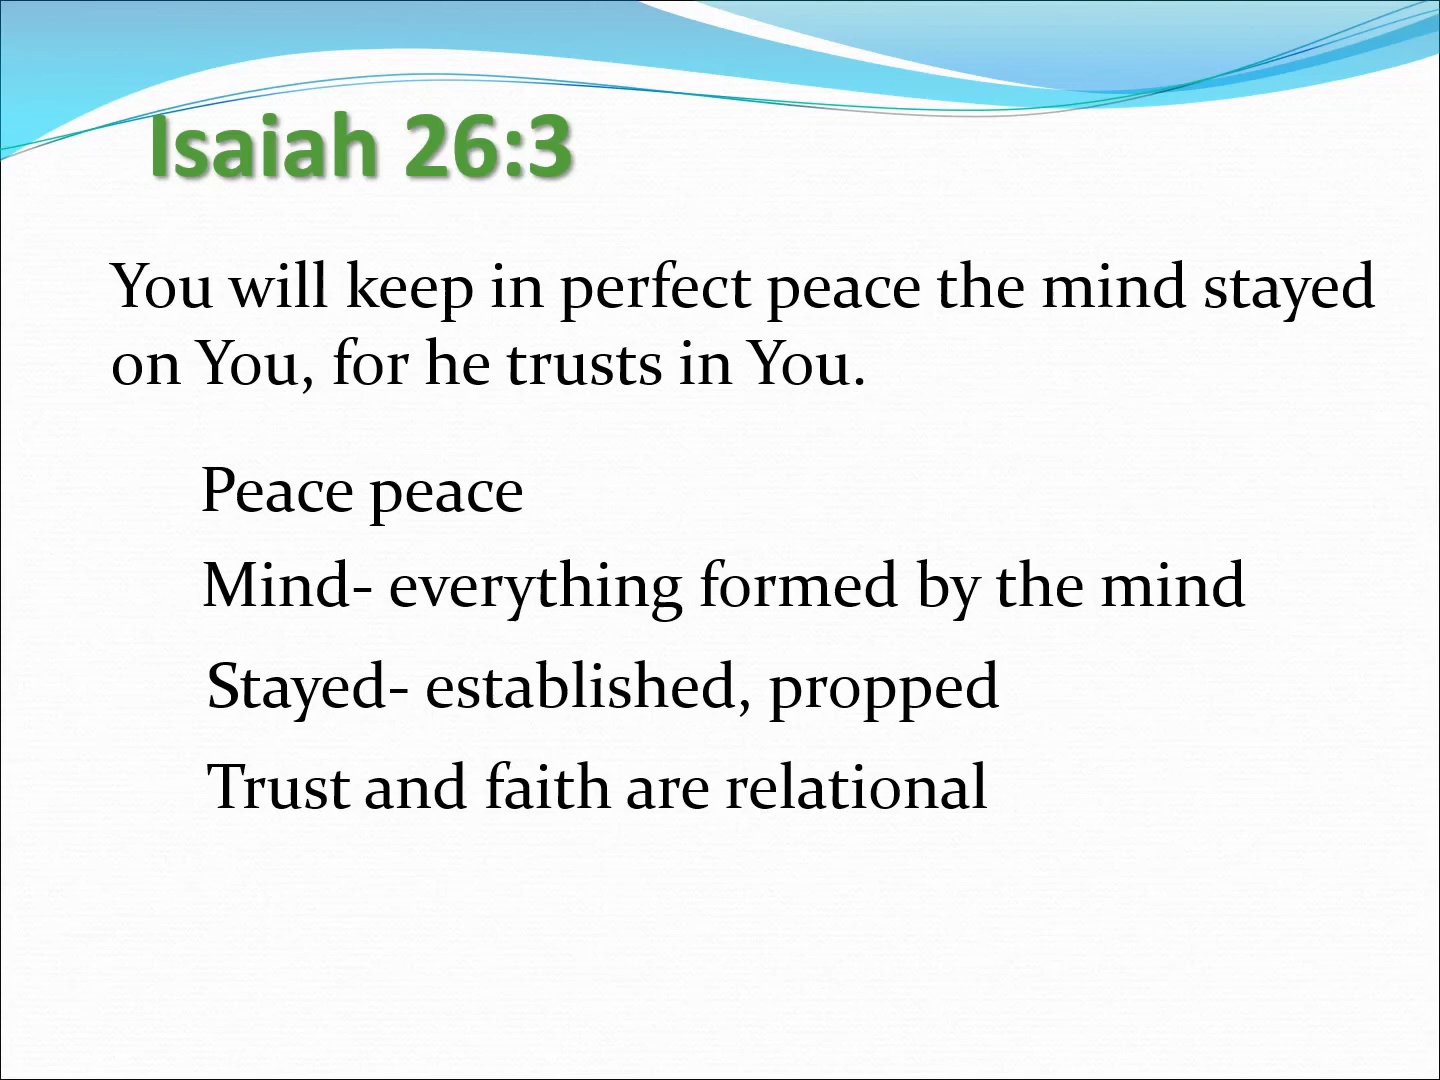 Isaiah 26:3
You will keep in perfect peace the mind stayed
on You, for he trusts in You.
Peace peace
Mind- everything formed by the mind
Stayed- established, propped
Trust and faith are relational